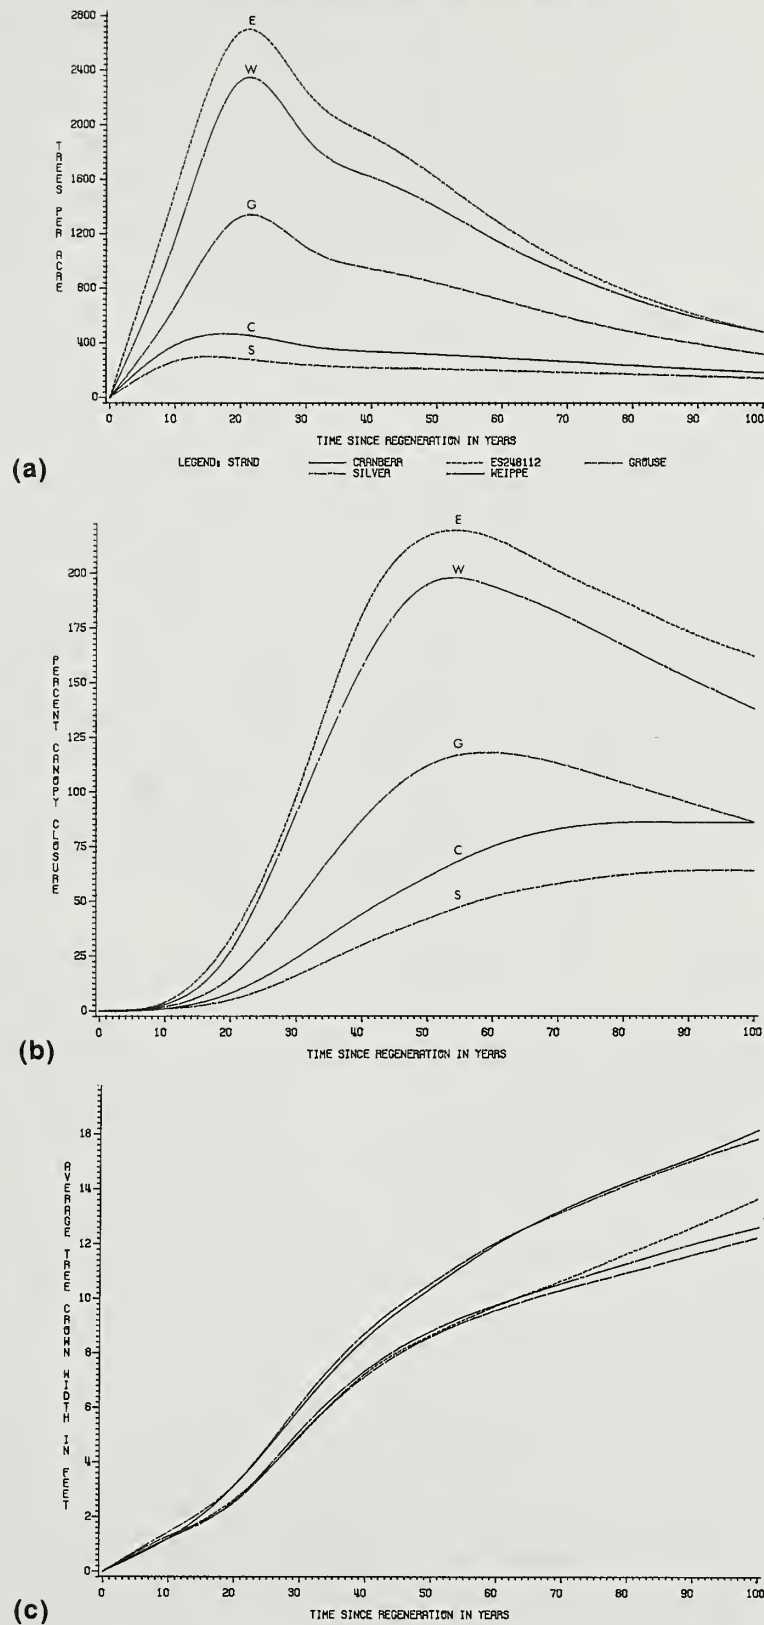 2800
2400
2000
1600
1200
800
400
0
TREES PER ACRE
E
W
G
C
S
0 10 20 30 40 50 60 70 80 90 100
TIME SINCE REGENERATION IN YEARS
(a)
LEGEND: STAND CRANBERR ES248112 GROUSE
SILVER WEIPPE
200
175
150
125
100
75
50
25
0
PERCENT CANOPY CLOSURE
E
W
G
C
S
0 10 20 30 40 50 60 70 80 90 100
(b)
TIME SINCE REGENERATION IN YEARS
18
16
14
12
10
8
6
4
2
0
AVERAGE TREE CROWN WIDTH IN FEET
0 10 20 30 40 50 60 70 80 90 100
(c)
TIME SINCE REGENERATION IN YEARS